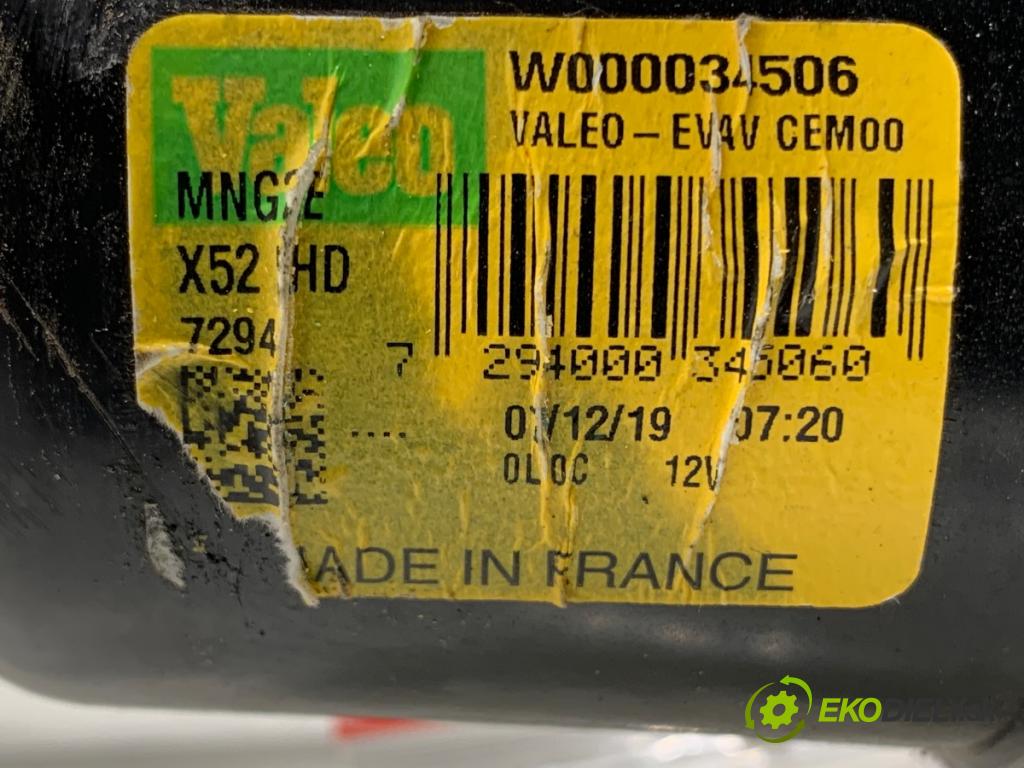 Valeo
W000034506
VALEO - EV4V CEM00
MNG2E
X52 HD
7294
7 294000 345060
/12/19 07:20
....
0L0C 12V
MADE IN FRANCE
EKODIELY.SK